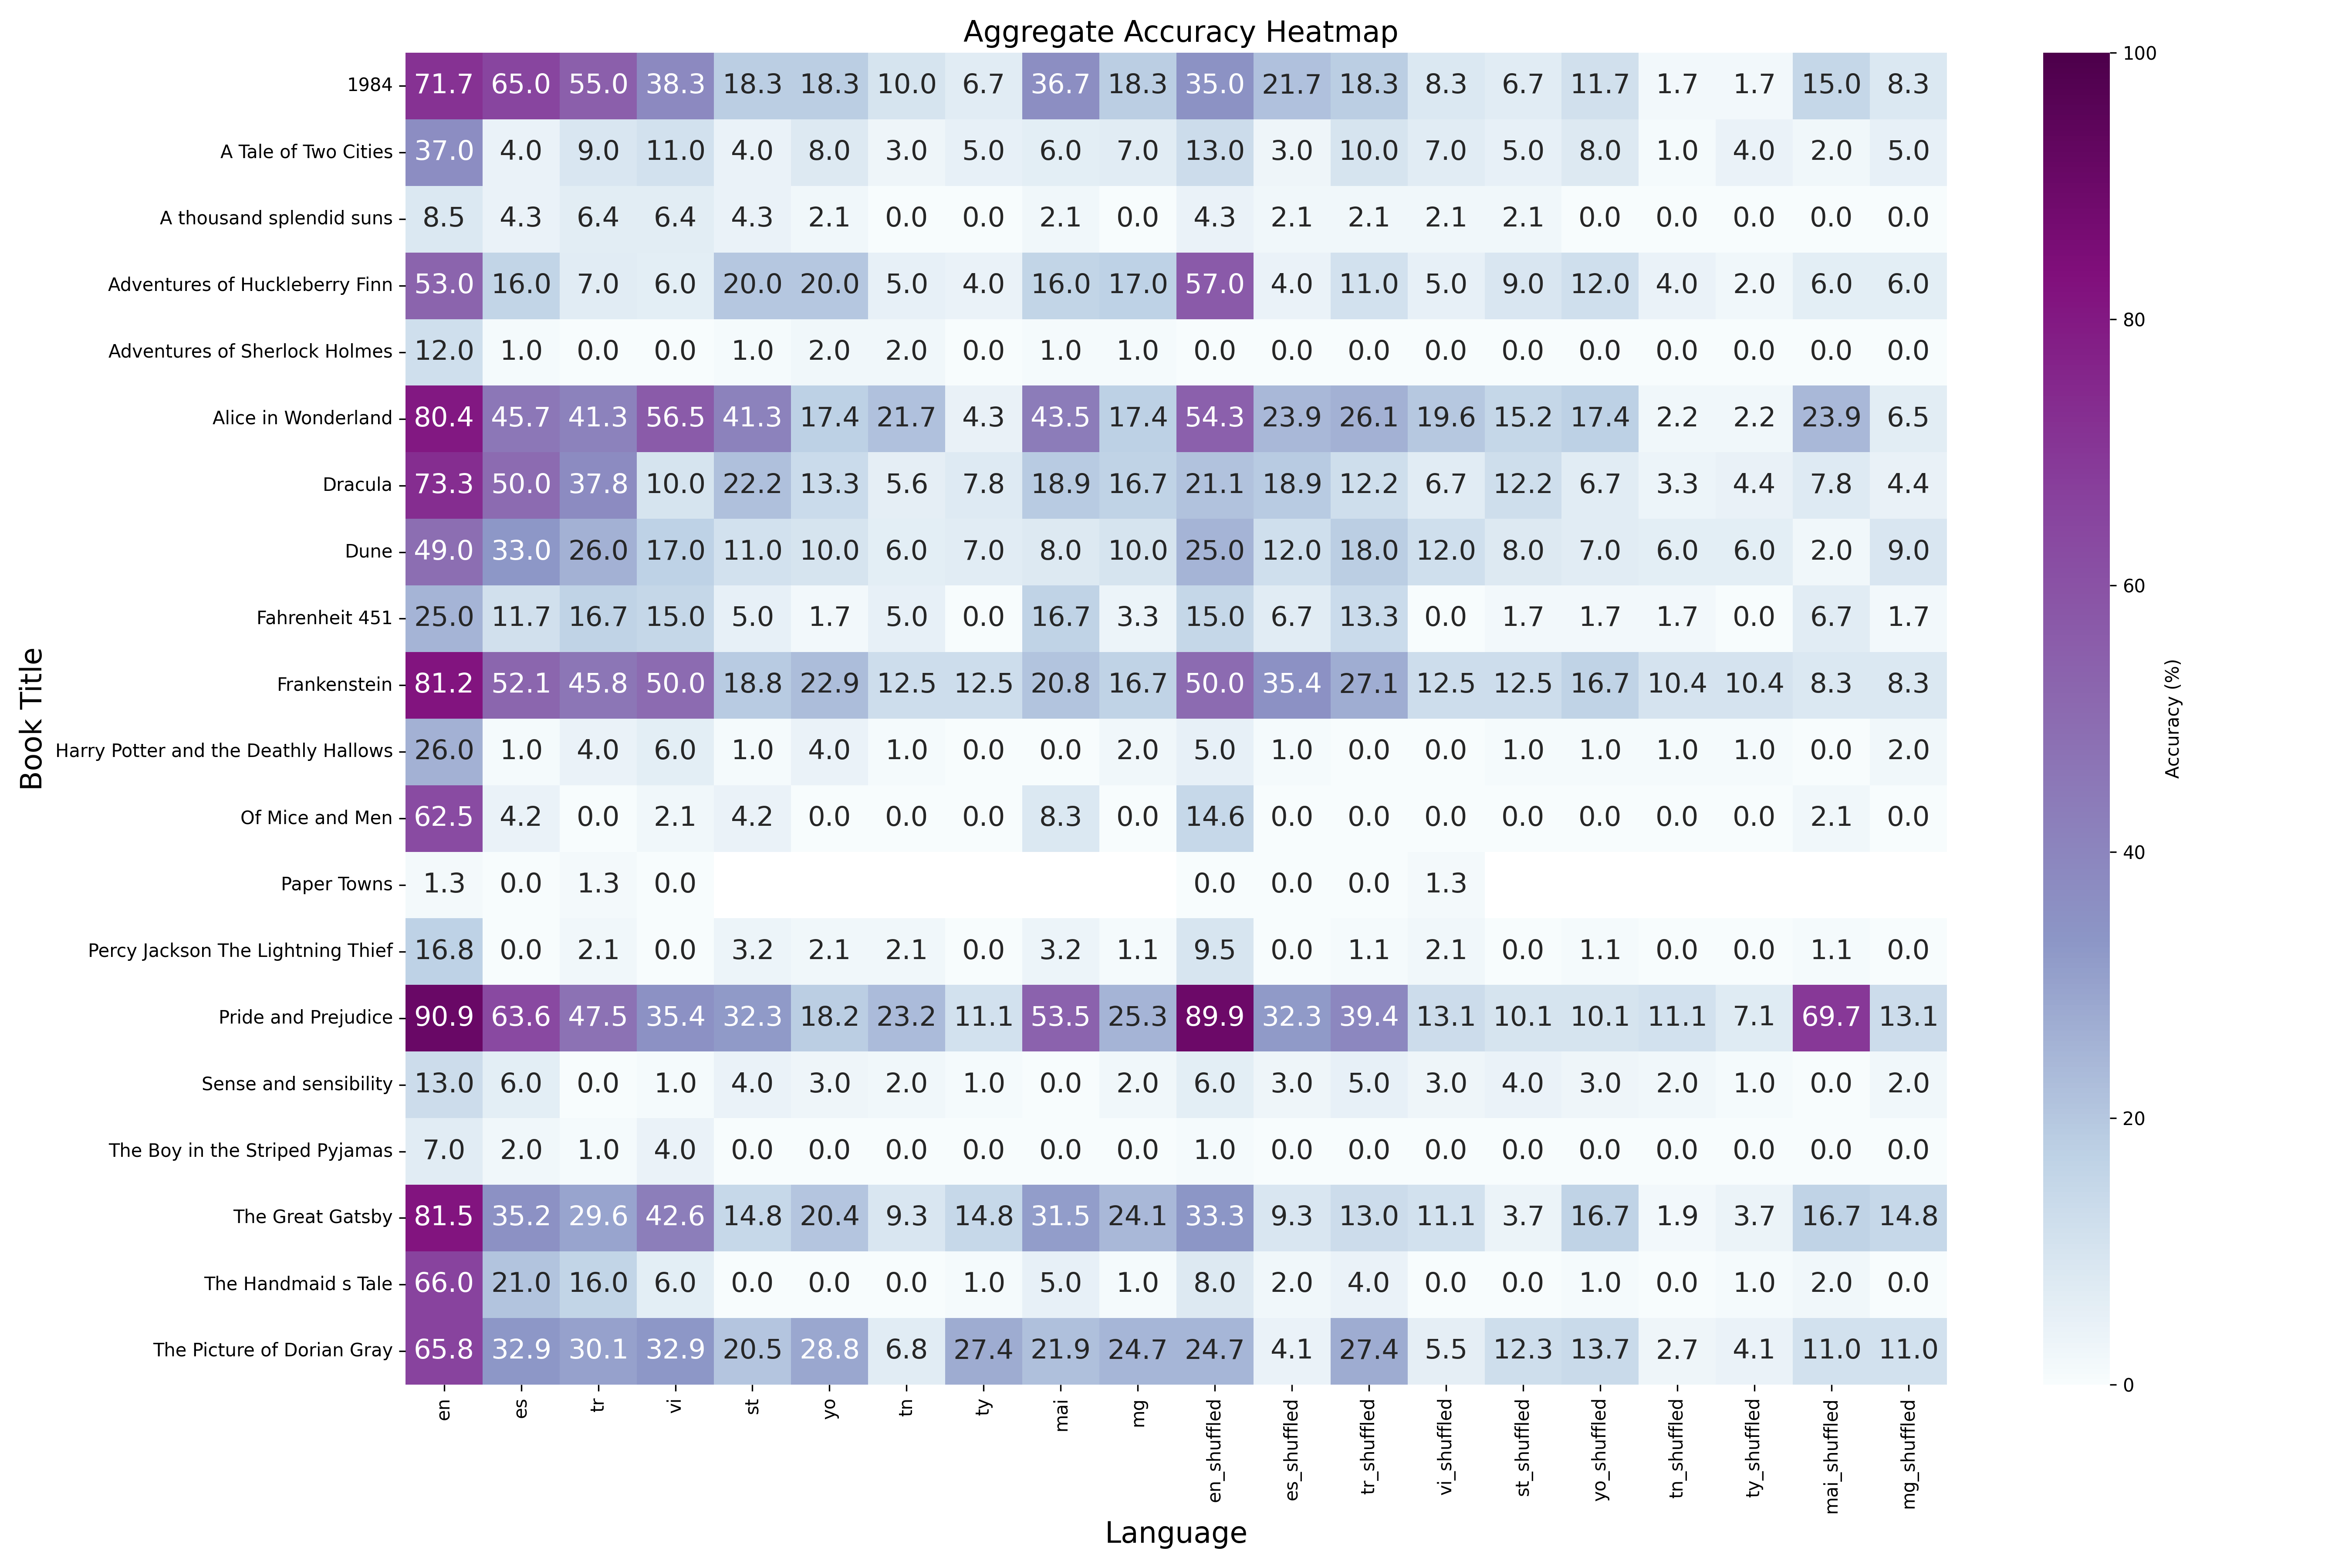 Aggregate Accuracy Heatmap
1984 71.7 65.0 55.0 38.3 18.3 18.3 10.0 6.7 36.7 18.3 35.0 21.7 18.3 8.3 6.7 11.7 1.7 1.7 15.0 8.3
A Tale of Two Cities 37.0 4.0 9.0 11.0 4.0 8.0 3.0 5.0 6.0 7.0 13.0 3.0 10.0 7.0 5.0 8.0 1.0 4.0 2.0 5.0
A thousand splendid suns 8.5 4.3 6.4 6.4 4.3 2.1 0.0 0.0 2.1 0.0 4.3 2.1 2.1 2.1 2.1 0.0 0.0 0.0 0.0 0.0
Adventures of Huckleberry Finn 53.0 16.0 7.0 6.0 20.0 20.0 5.0 4.0 16.0 17.0 57.0 4.0 11.0 5.0 9.0 12.0 4.0 2.0 6.0 6.0
Adventures of Sherlock Holmes 12.0 1.0 0.0 0.0 1.0 2.0 2.0 0.0 1.0 1.0 0.0 0.0 0.0 0.0 0.0 0.0 0.0 0.0 0.0 0.0
Alice in Wonderland 80.4 45.7 41.3 56.5 41.3 17.4 21.7 4.3 43.5 17.4 54.3 23.9 26.1 19.6 15.2 17.4 2.2 2.2 23.9 6.5
Dracula 73.3 50.0 37.8 10.0 22.2 13.3 5.6 7.8 18.9 16.7 21.1 18.9 12.2 6.7 12.2 6.7 3.3 4.4 7.8 4.4
Dune 49.0 33.0 26.0 17.0 11.0 10.0 6.0 7.0 8.0 10.0 25.0 12.0 18.0 12.0 8.0 7.0 6.0 6.0 2.0 9.0
Fahrenheit 451 25.0 11.7 16.7 15.0 5.0 1.7 5.0 0.0 16.7 3.3 15.0 6.7 13.3 0.0 1.7 1.7 1.7 0.0 6.7 1.7
Frankenstein 81.2 52.1 45.8 50.0 18.8 22.9 12.5 12.5 20.8 16.7 50.0 35.4 27.1 12.5 12.5 16.7 10.4 10.4 8.3 8.3
Harry Potter and the Deathly Hallows 26.0 1.0 4.0 6.0 1.0 4.0 1.0 0.0 0.0 2.0 5.0 1.0 0.0 0.0 1.0 1.0 1.0 1.0 0.0 2.0
Of Mice and Men 62.5 4.2 0.0 2.1 4.2 0.0 0.0 0.0 8.3 0.0 14.6 0.0 0.0 0.0 0.0 0.0 0.0 0.0 2.1 0.0
Paper Towns 1.3 0.0 1.3 0.0 0.0 0.0 0.0 1.3
Percy Jackson The Lightning Thief 16.8 0.0 2.1 0.0 3.2 2.1 2.1 0.0 3.2 1.1 9.5 0.0 1.1 2.1 0.0 1.1 0.0 0.0 1.1 0.0
Pride and Prejudice 90.9 63.6 47.5 35.4 32.3 18.2 23.2 11.1 53.5 25.3 89.9 32.3 39.4 13.1 10.1 10.1 11.1 7.1 69.7 13.1
Sense and sensibility 13.0 6.0 0.0 1.0 4.0 3.0 2.0 1.0 0.0 2.0 6.0 3.0 5.0 3.0 4.0 3.0 2.0 1.0 0.0 2.0
The Boy in the Striped Pyjamas 7.0 2.0 1.0 4.0 0.0 0.0 0.0 0.0 0.0 0.0 1.0 0.0 0.0 0.0 0.0 0.0 0.0 0.0 0.0 0.0
The Great Gatsby 81.5 35.2 29.6 42.6 14.8 20.4 9.3 14.8 31.5 24.1 33.3 9.3 13.0 11.1 3.7 16.7 1.9 3.7 16.7 14.8
The Handmaid s Tale 66.0 21.0 16.0 6.0 0.0 0.0 0.0 1.0 5.0 1.0 8.0 2.0 4.0 0.0 0.0 1.0 0.0 1.0 2.0 0.0
The Picture of Dorian Gray 65.8 32.9 30.1 32.9 20.5 28.8 6.8 27.4 21.9 24.7 24.7 4.1 27.4 5.5 12.3 13.7 2.7 4.1 11.0 11.0
en es tr vi st yo tn ty mai mg en_shuffled es_shuffled tr_shuffled vi_shuffled st_shuffled yo_shuffled tn_shuffled ty_shuffled mai_shuffled mg_shuffled
Language
Book Title
100
80
60
40
20
0
Accuracy (%)